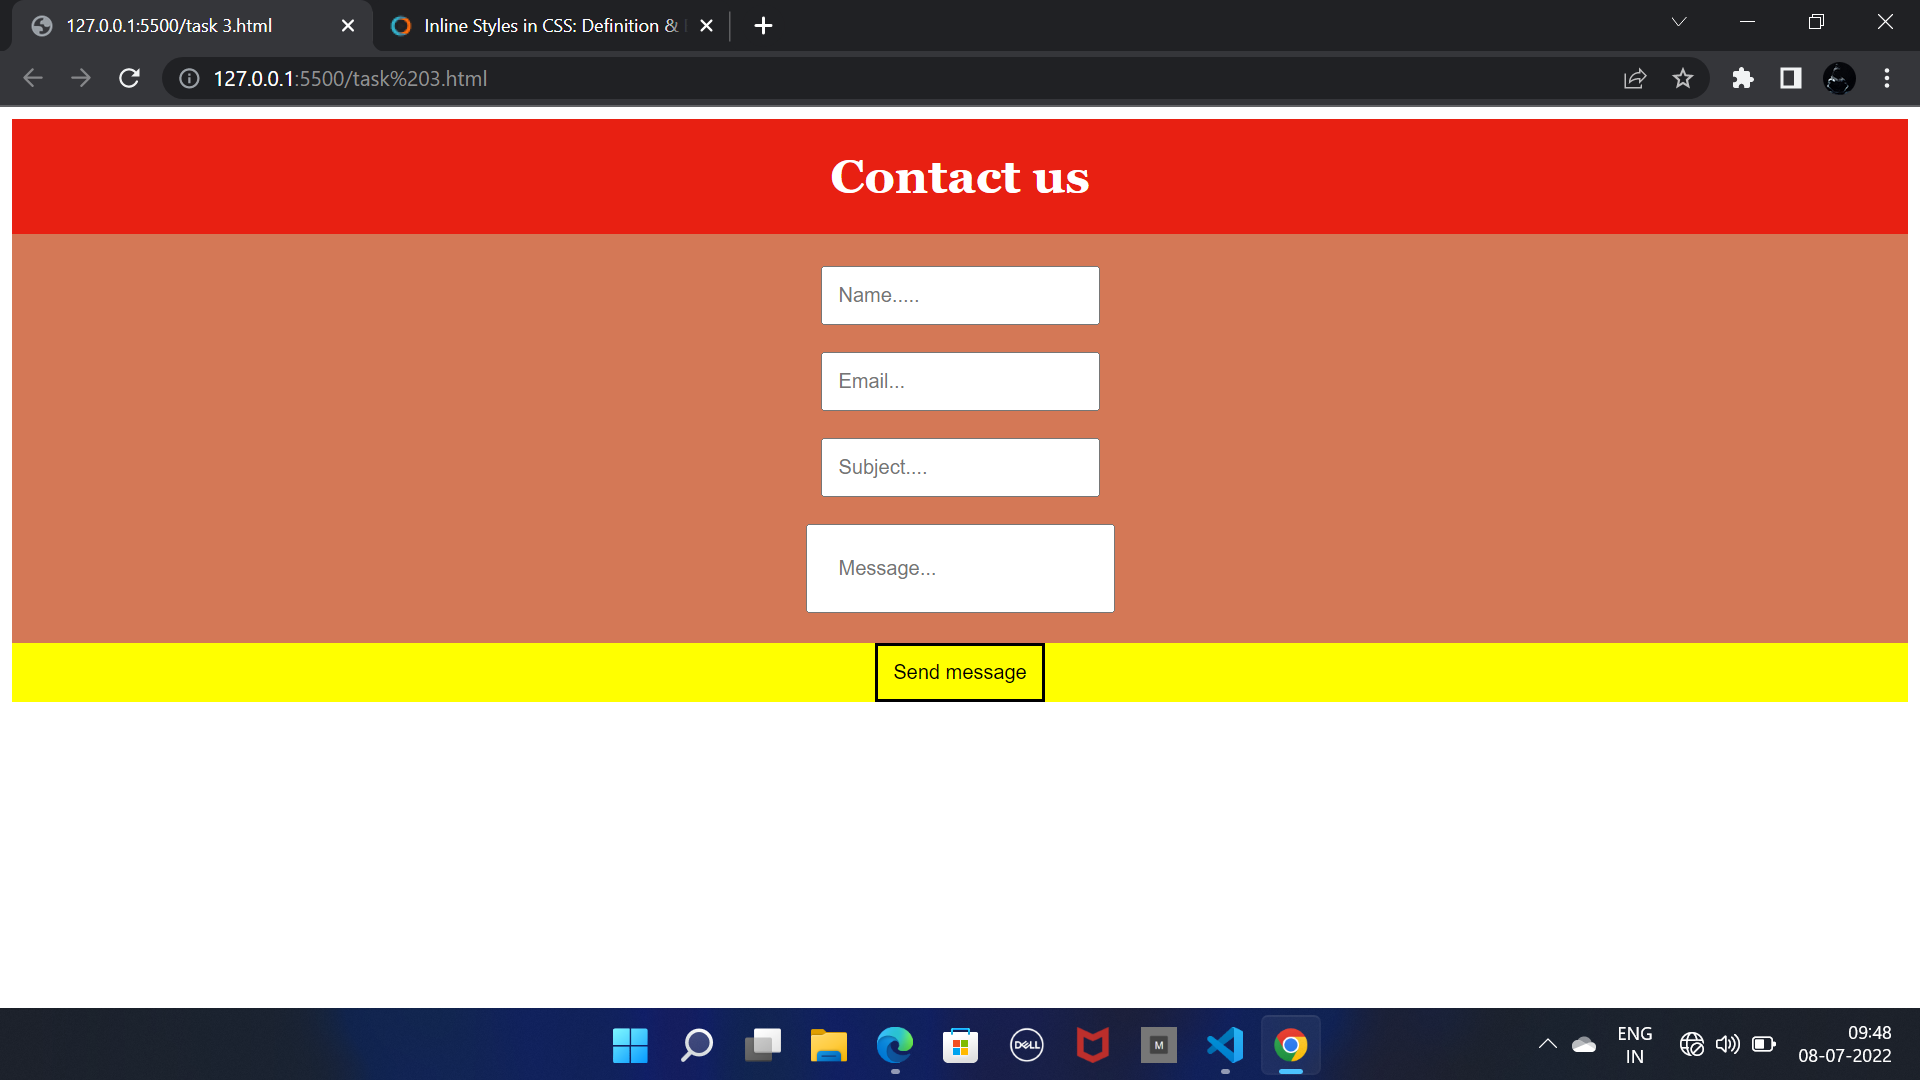 127.0.0.1:5500/task 3.html
Inline Styles in CSS: Definition &
127.0.0.1:5500/task%203.html
Contact us
Name.....
Email...
Subject....
Message...
Send message
DELL
M
ENG
IN
09:48
08-07-2022